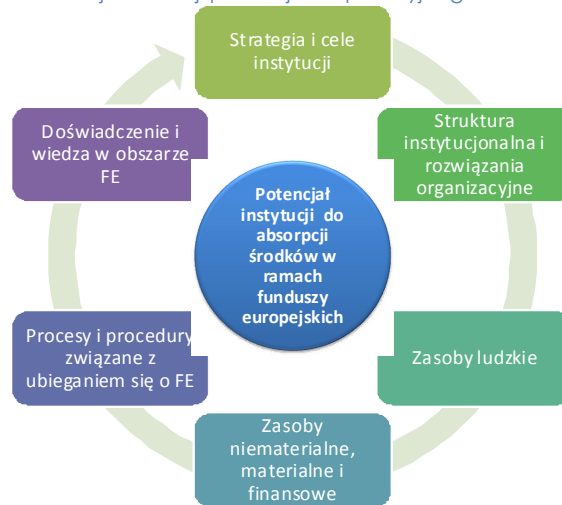 Strategia i cele
instytucji
Struktura
instytucjonalna i
rozwiązania
organizacyjne
Zasoby ludzkie
Zasoby
niematerialne,
materialne i
finansowe
Procesy i procedury
związane z
ubieganiem się o FE
Doświadczenie i
wiedza w obszarze
FE
Potencjał
instytucji do
absorpcji
środków w
ramach
funduszy
europejskich